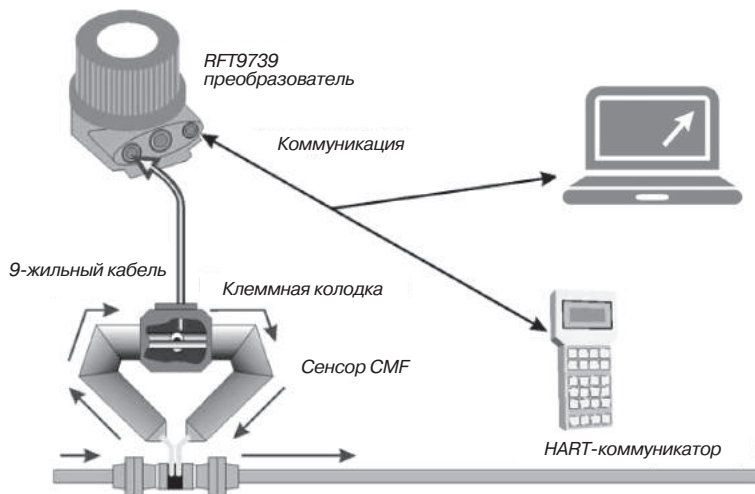 RFT9739
преобразователь
Коммуникация
9-жильный кабель
Клеммная колодка
Сенсор CMF
HART-коммуникатор